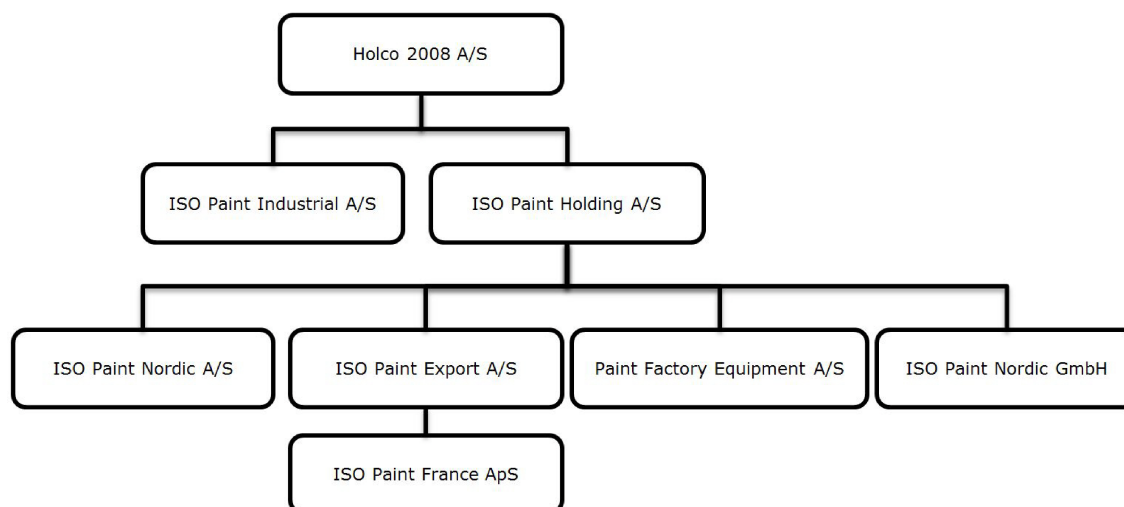 Holco 2008 A/S
ISO Paint Industrial A/S
ISO Paint Holding A/S
ISO Paint Nordic A/S
ISO Paint Export A/S
Paint Factory Equipment A/S
ISO Paint Nordic GmbH
ISO Paint France ApS